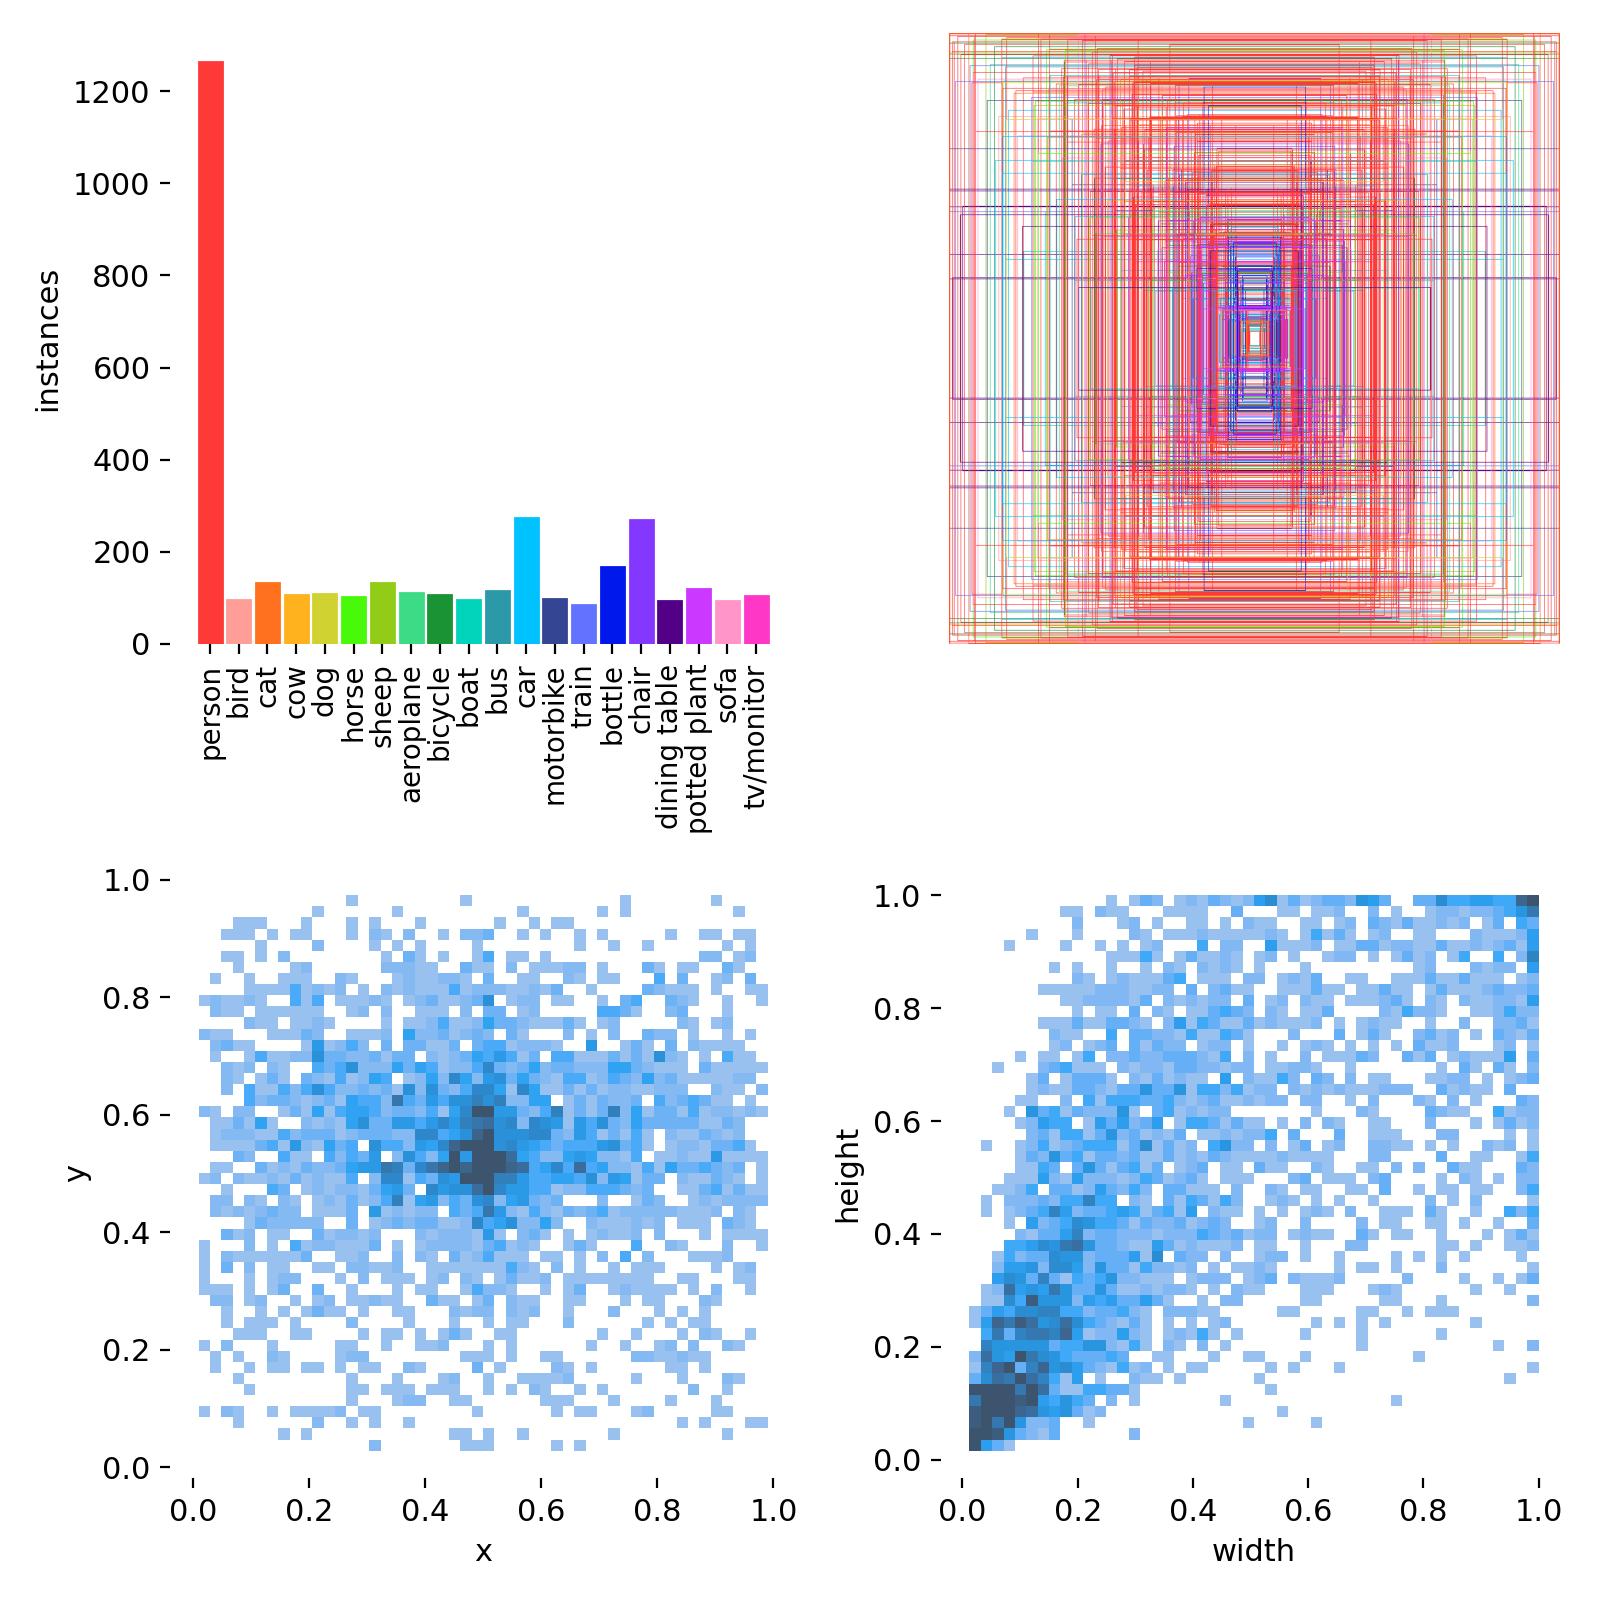 instances
1200
1000
800
600
400
200
0
person
bird
cat
cow
dog
horse
sheep
aeroplane
bicycle
boat
bus
car
motorbike
train
bottle
chair
dining table
potted plant
sofa
tv/monitor
y
1.0
0.8
0.6
0.4
0.2
0.0
0.0 0.2 0.4 0.6 0.8 1.0
x
height
1.0
0.8
0.6
0.4
0.2
0.0
0.0 0.2 0.4 0.6 0.8 1.0
width